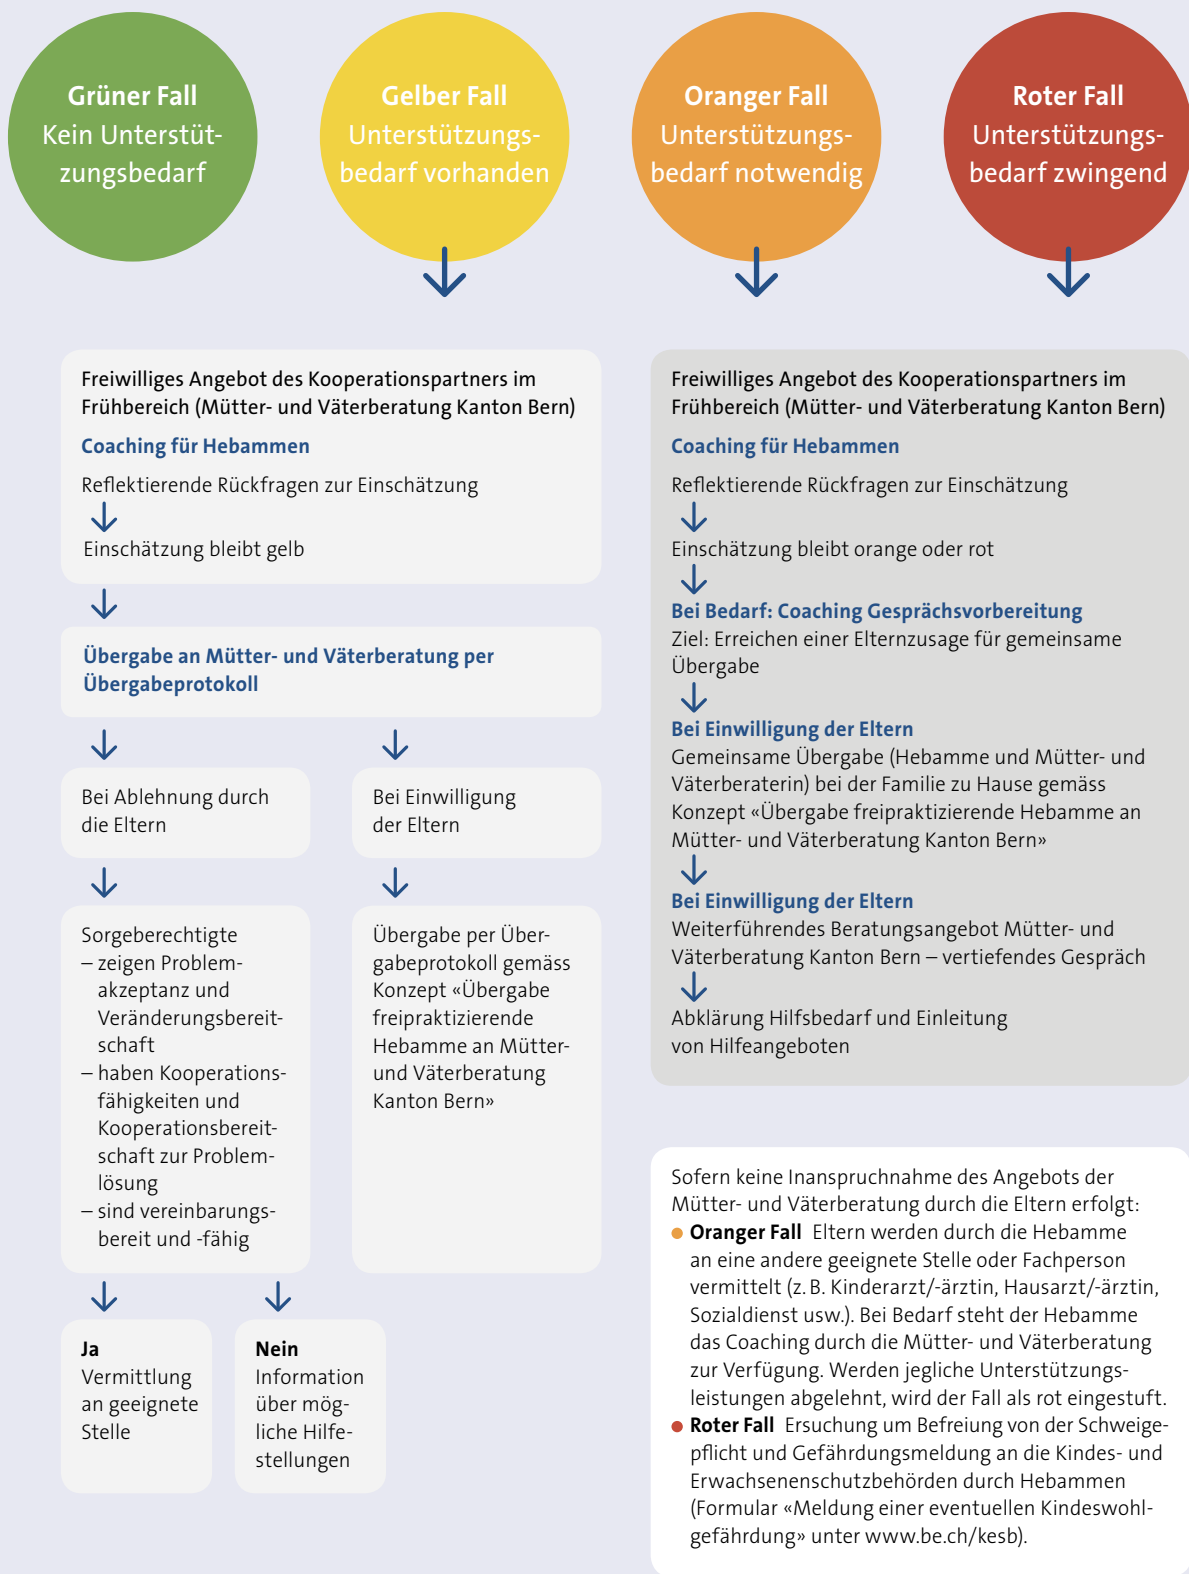 Grüner Fall
Kein Unterstüt-
zungsbedarf
Gelber Fall
Unterstützungs-
bedarf vorhanden
Oranger Fall
Unterstützungs-
bedarf notwendig
Roter Fall
Unterstützungs-
bedarf zwingend
Freiwilliges Angebot des Kooperationspartners im
Frühbereich (Mütter- und Väterberatung Kanton Bern)
Coaching für Hebammen
Reflektierende Rückfragen zur Einschätzung
Einschätzung bleibt gelb
Übergabe an Mütter- und Väterberatung per
Übergabeprotokoll
Bei Ablehnung durch
die Eltern
Bei Einwilligung
der Eltern
Sorgeberechtigte
– zeigen Problem-
akzeptanz und
Veränderungsbereit-
schaft
– haben Kooperations-
fähigkeiten und
Kooperationsbereit-
schaft zur Problem-
lösung
– sind vereinbarungs-
bereit und -fähig
Übergabe per Über-
gabeprotokoll gemäss
Konzept «Übergabe
freipraktizierende
Hebamme an Mütter-
und Väterberatung
Kanton Bern»
Ja
Vermittlung
an geeignete
Stelle
Nein
Information
über mög-
liche Hilfe-
stellungen
Freiwilliges Angebot des Kooperationspartners im
Frühbereich (Mütter- und Väterberatung Kanton Bern)
Coaching für Hebammen
Reflektierende Rückfragen zur Einschätzung
Einschätzung bleibt orange oder rot
Bei Bedarf: Coaching Gesprächsvorbereitung
Ziel: Erreichen einer Elternzusage für gemeinsame
Übergabe
Bei Einwilligung der Eltern
Gemeinsame Übergabe (Hebamme und Mütter- und
Väterberaterin) bei der Familie zu Hause gemäss
Konzept «Übergabe freipraktizierende Hebamme an
Mütter- und Väterberatung Kanton Bern»
Bei Einwilligung der Eltern
Weiterführendes Beratungsangebot Mütter- und
Väterberatung Kanton Bern – vertiefendes Gespräch
Abklärung Hilfsbedarf und Einleitung
von Hilfeangeboten
Sofern keine Inanspruchnahme des Angebots der
Mütter- und Väterberatung durch die Eltern erfolgt:
● Oranger Fall Eltern werden durch die Hebamme
an eine andere geeignete Stelle oder Fachperson
vermittelt (z. B. Kinderarzt/-ärztin, Hausarzt/-ärztin,
Sozialdienst usw.). Bei Bedarf steht der Hebamme
das Coaching durch die Mütter- und Väterberatung
zur Verfügung. Werden jegliche Unterstützungs-
leistungen abgelehnt, wird der Fall als rot eingestuft.
● Roter Fall Ersuchung um Befreiung von der Schweige-
pflicht und Gefährdungsmeldung an die Kindes- und
Erwachsenenschutzbehörden durch Hebammen
(Formular «Meldung einer eventuellen Kindeswohl-
gefährdung» unter www.be.ch/kesb).